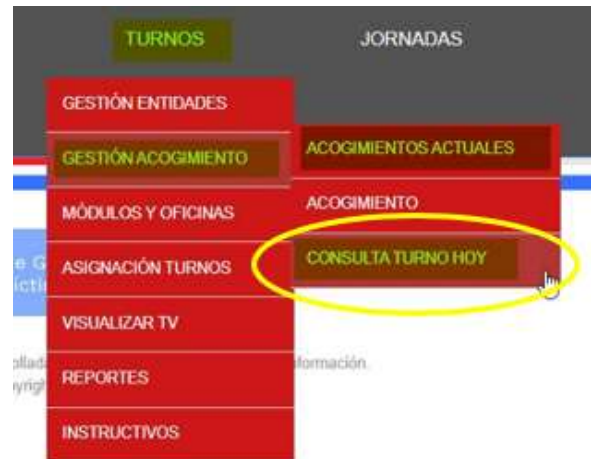 TURNOS JORNADAS
GESTIÓN ENTIDADES
GESTIÓN ACOGIMIENTO ACOGIMIENTOS ACTUALES
MÓDULOS Y OFICINAS ACOGIMIENTO
ASIGNACIÓN TURNOS CONSULTA TURNO HOY
VISUALIZAR TV
REPORTES
INSTRUCTIVOS